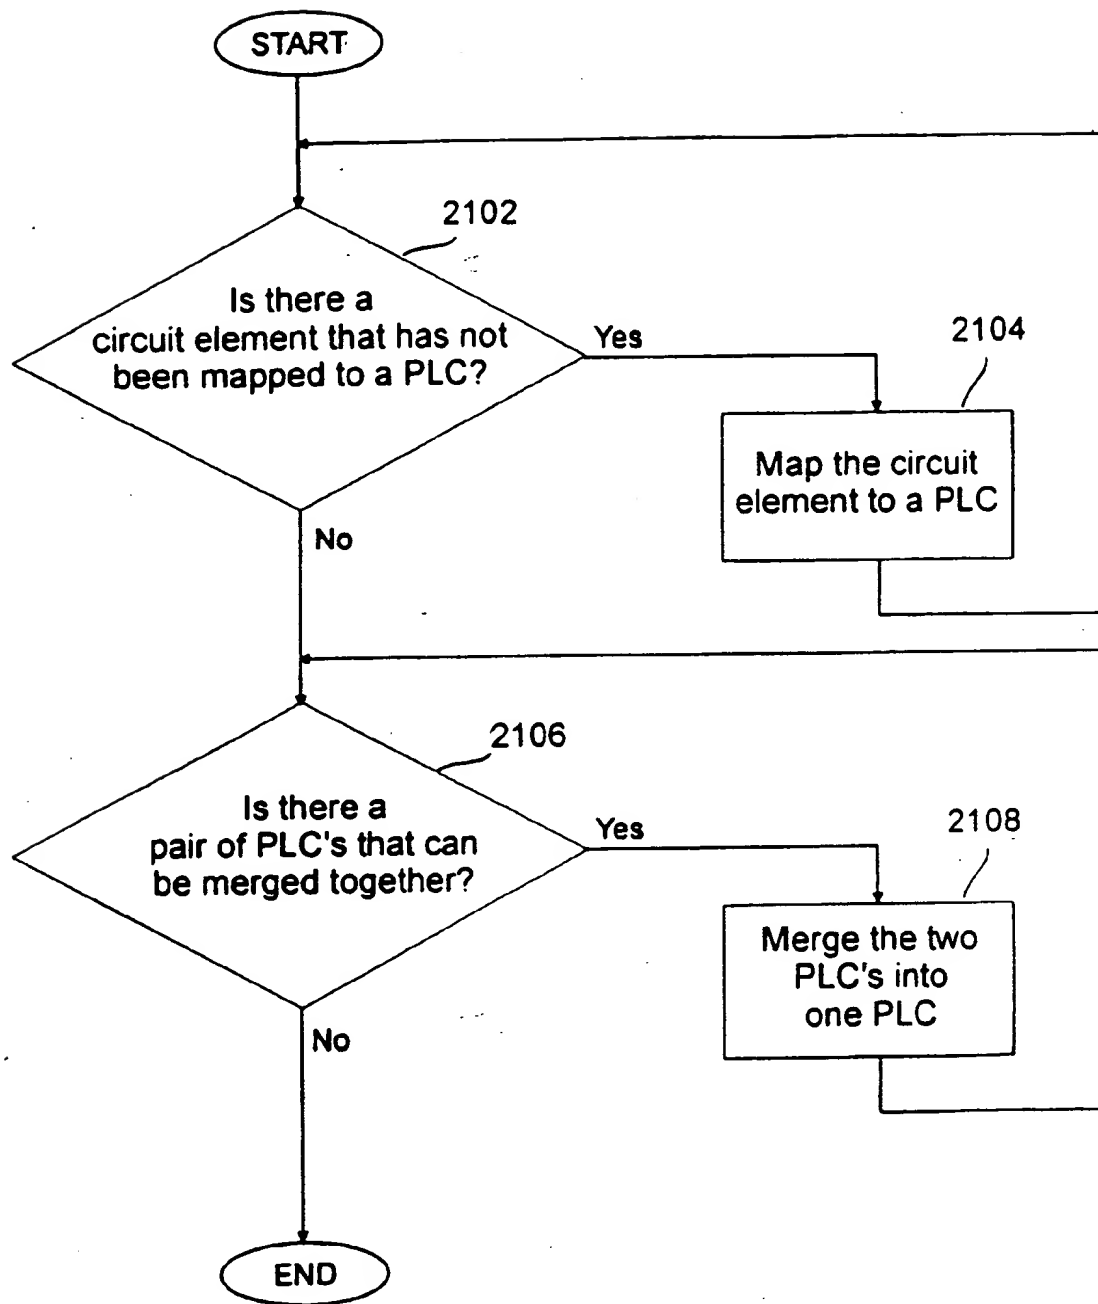 START
2102
Is there a
circuit element that has not
been mapped to a PLC?
Yes
2104
Map the circuit
element to a PLC
No
2106
Is there a
pair of PLC's that can
be merged together?
Yes
2108
Merge the two
PLC's into
one PLC
No
END